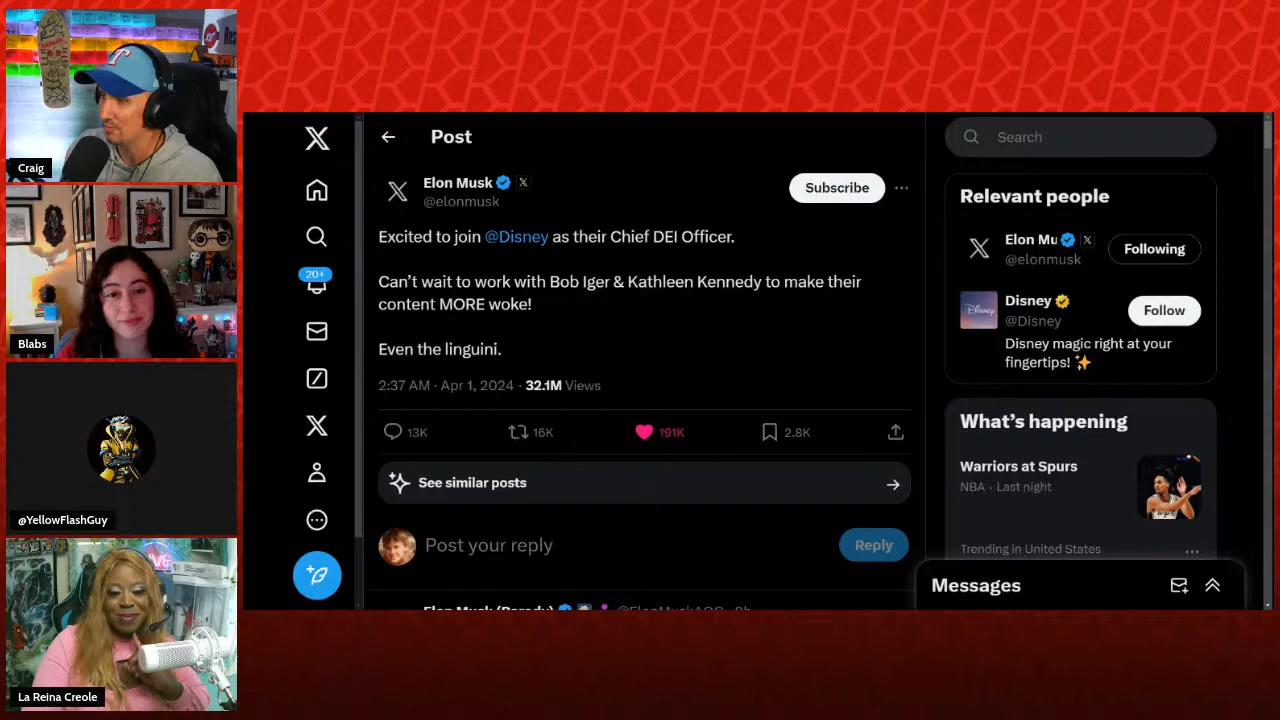 Craig
Blabs
@YellowFlashGuy
La Reina Creole
Post
Elon Musk
@elonmusk
Subscribe
Excited to join @Disney as their Chief DEI Officer.
Can’t wait to work with Bob Iger & Kathleen Kennedy to make their
content MORE woke!
Even the linguini.
2:37 AM · Apr 1, 2024 · 32.1M Views
13K
16K
191K
2.8K
See similar posts
Post your reply
Reply
20+
Search
Relevant people
Elon Mu
@elonmusk
Following
Disney
@Disney
Follow
Disney magic right at your
fingertips! ✨
What’s happening
Warriors at Spurs
NBA · Last night
Trending in United States
Messages